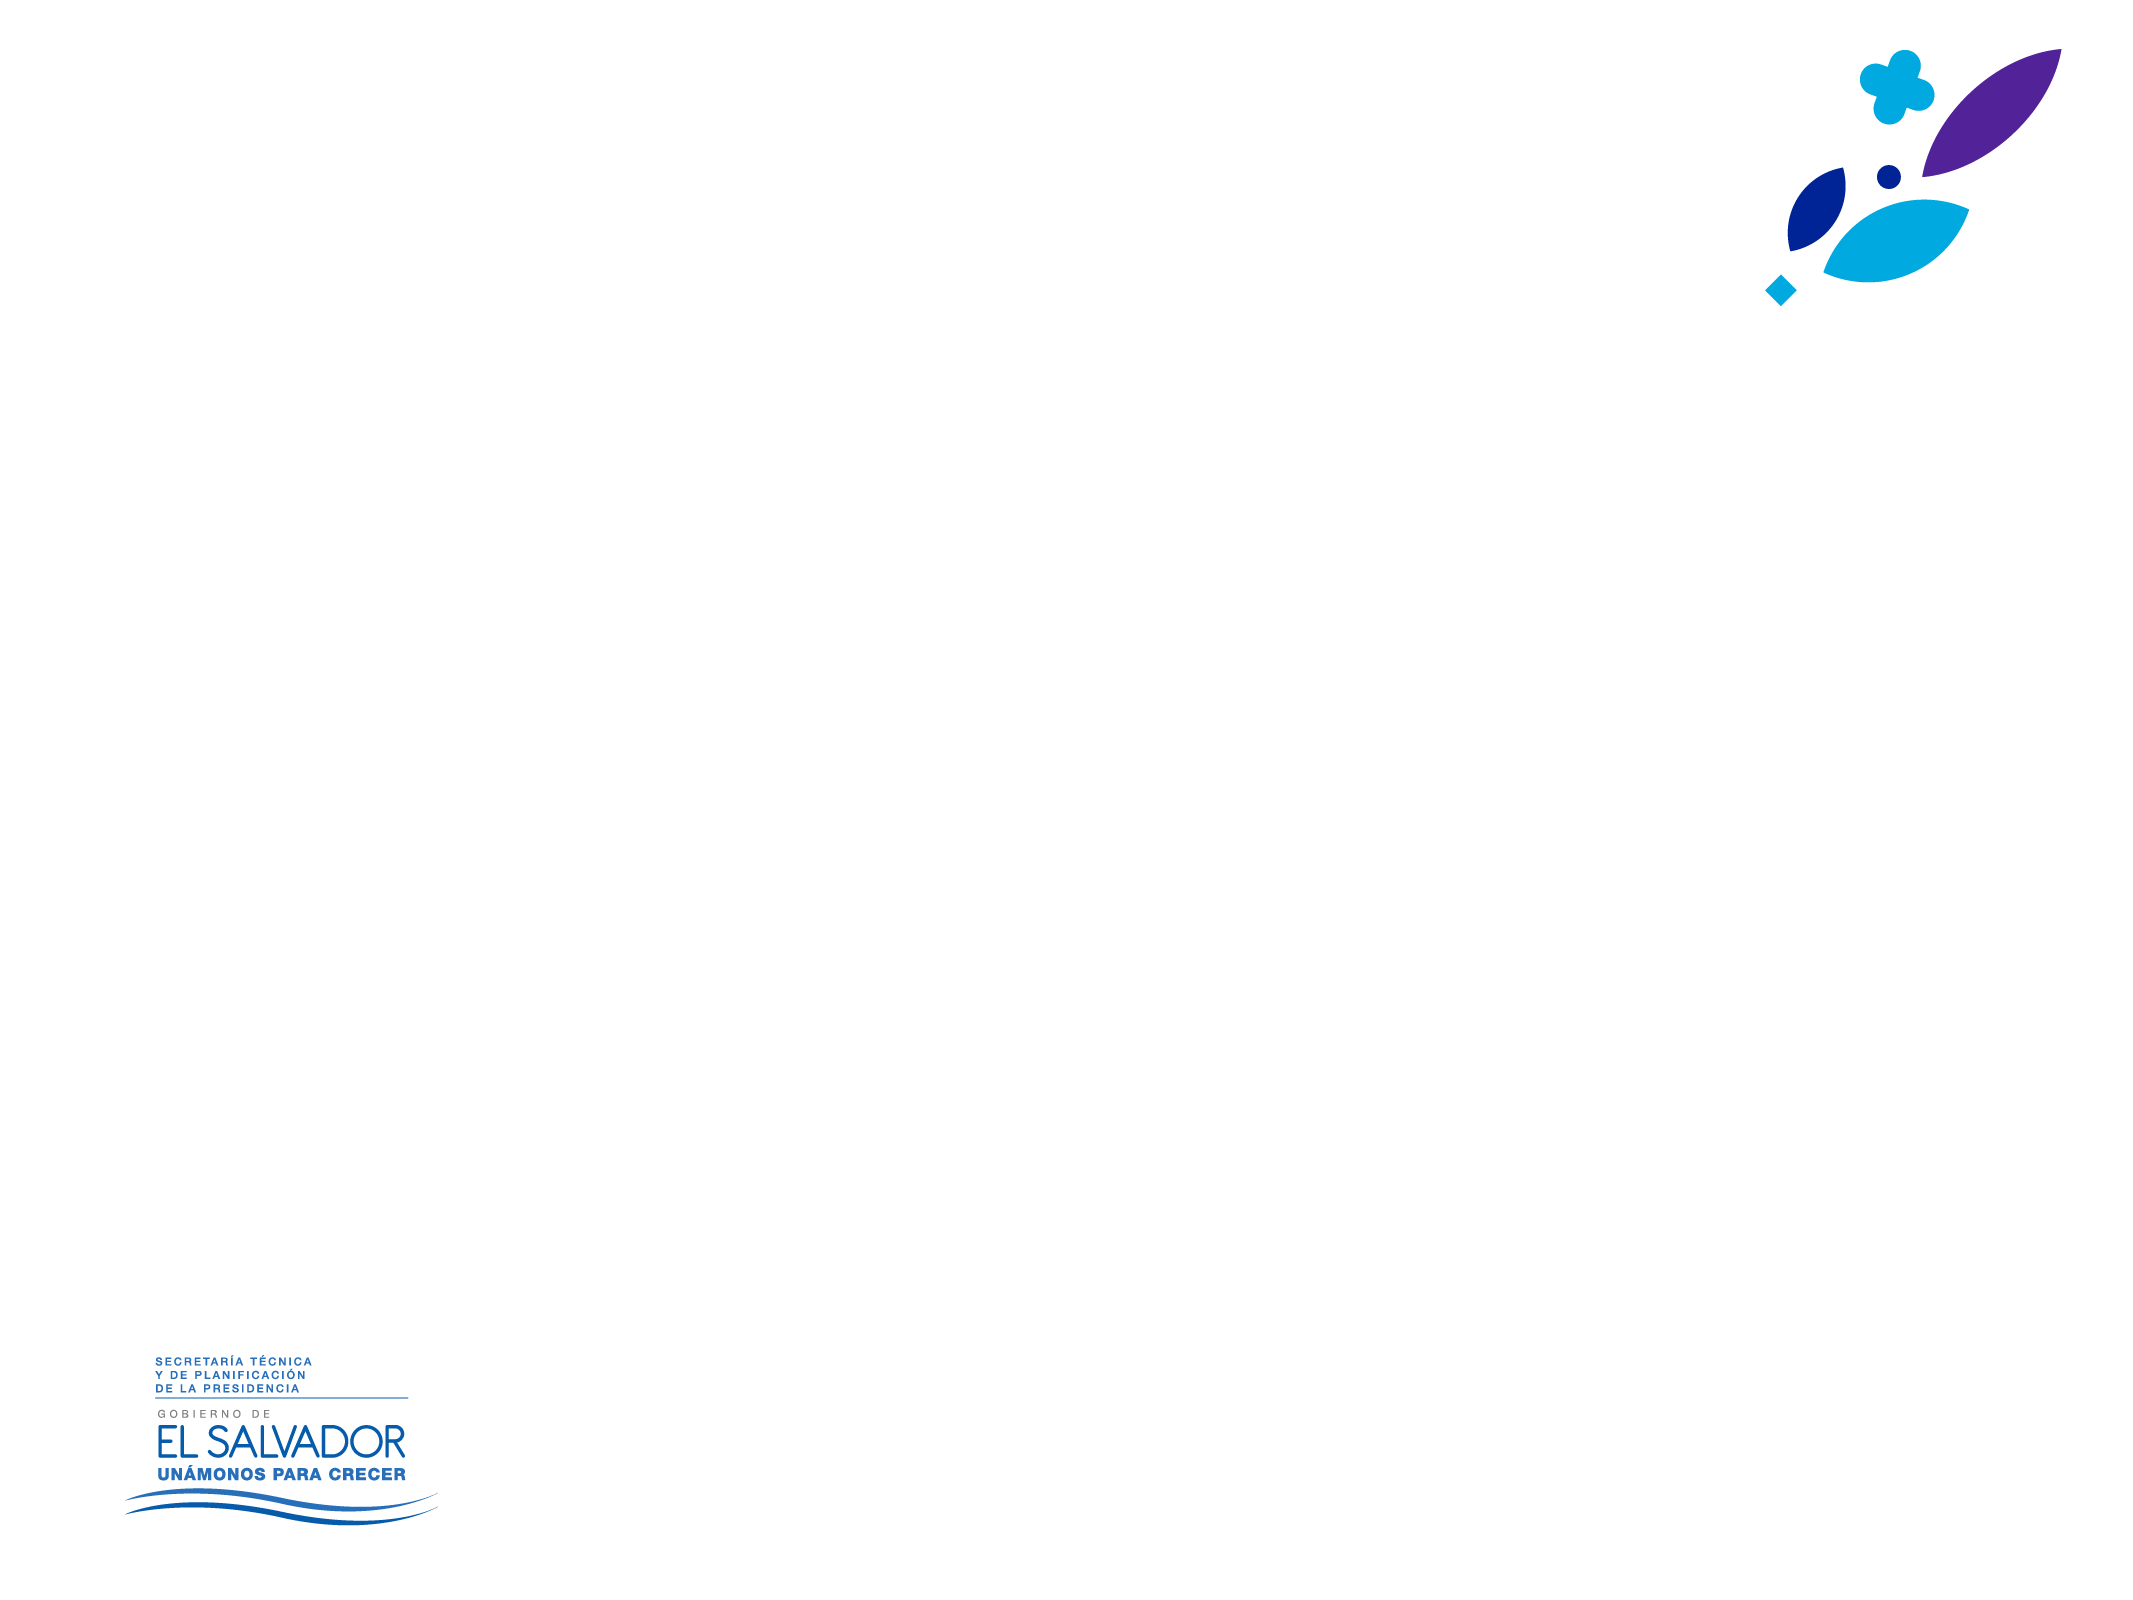 SECRETARÍA TÉCNICA
Y DE PLANIFICACIÓN
DE LA PRESIDENCIA
GOBIERNO DE
EL SALVADOR
UNÁMONOS PARA CRECER